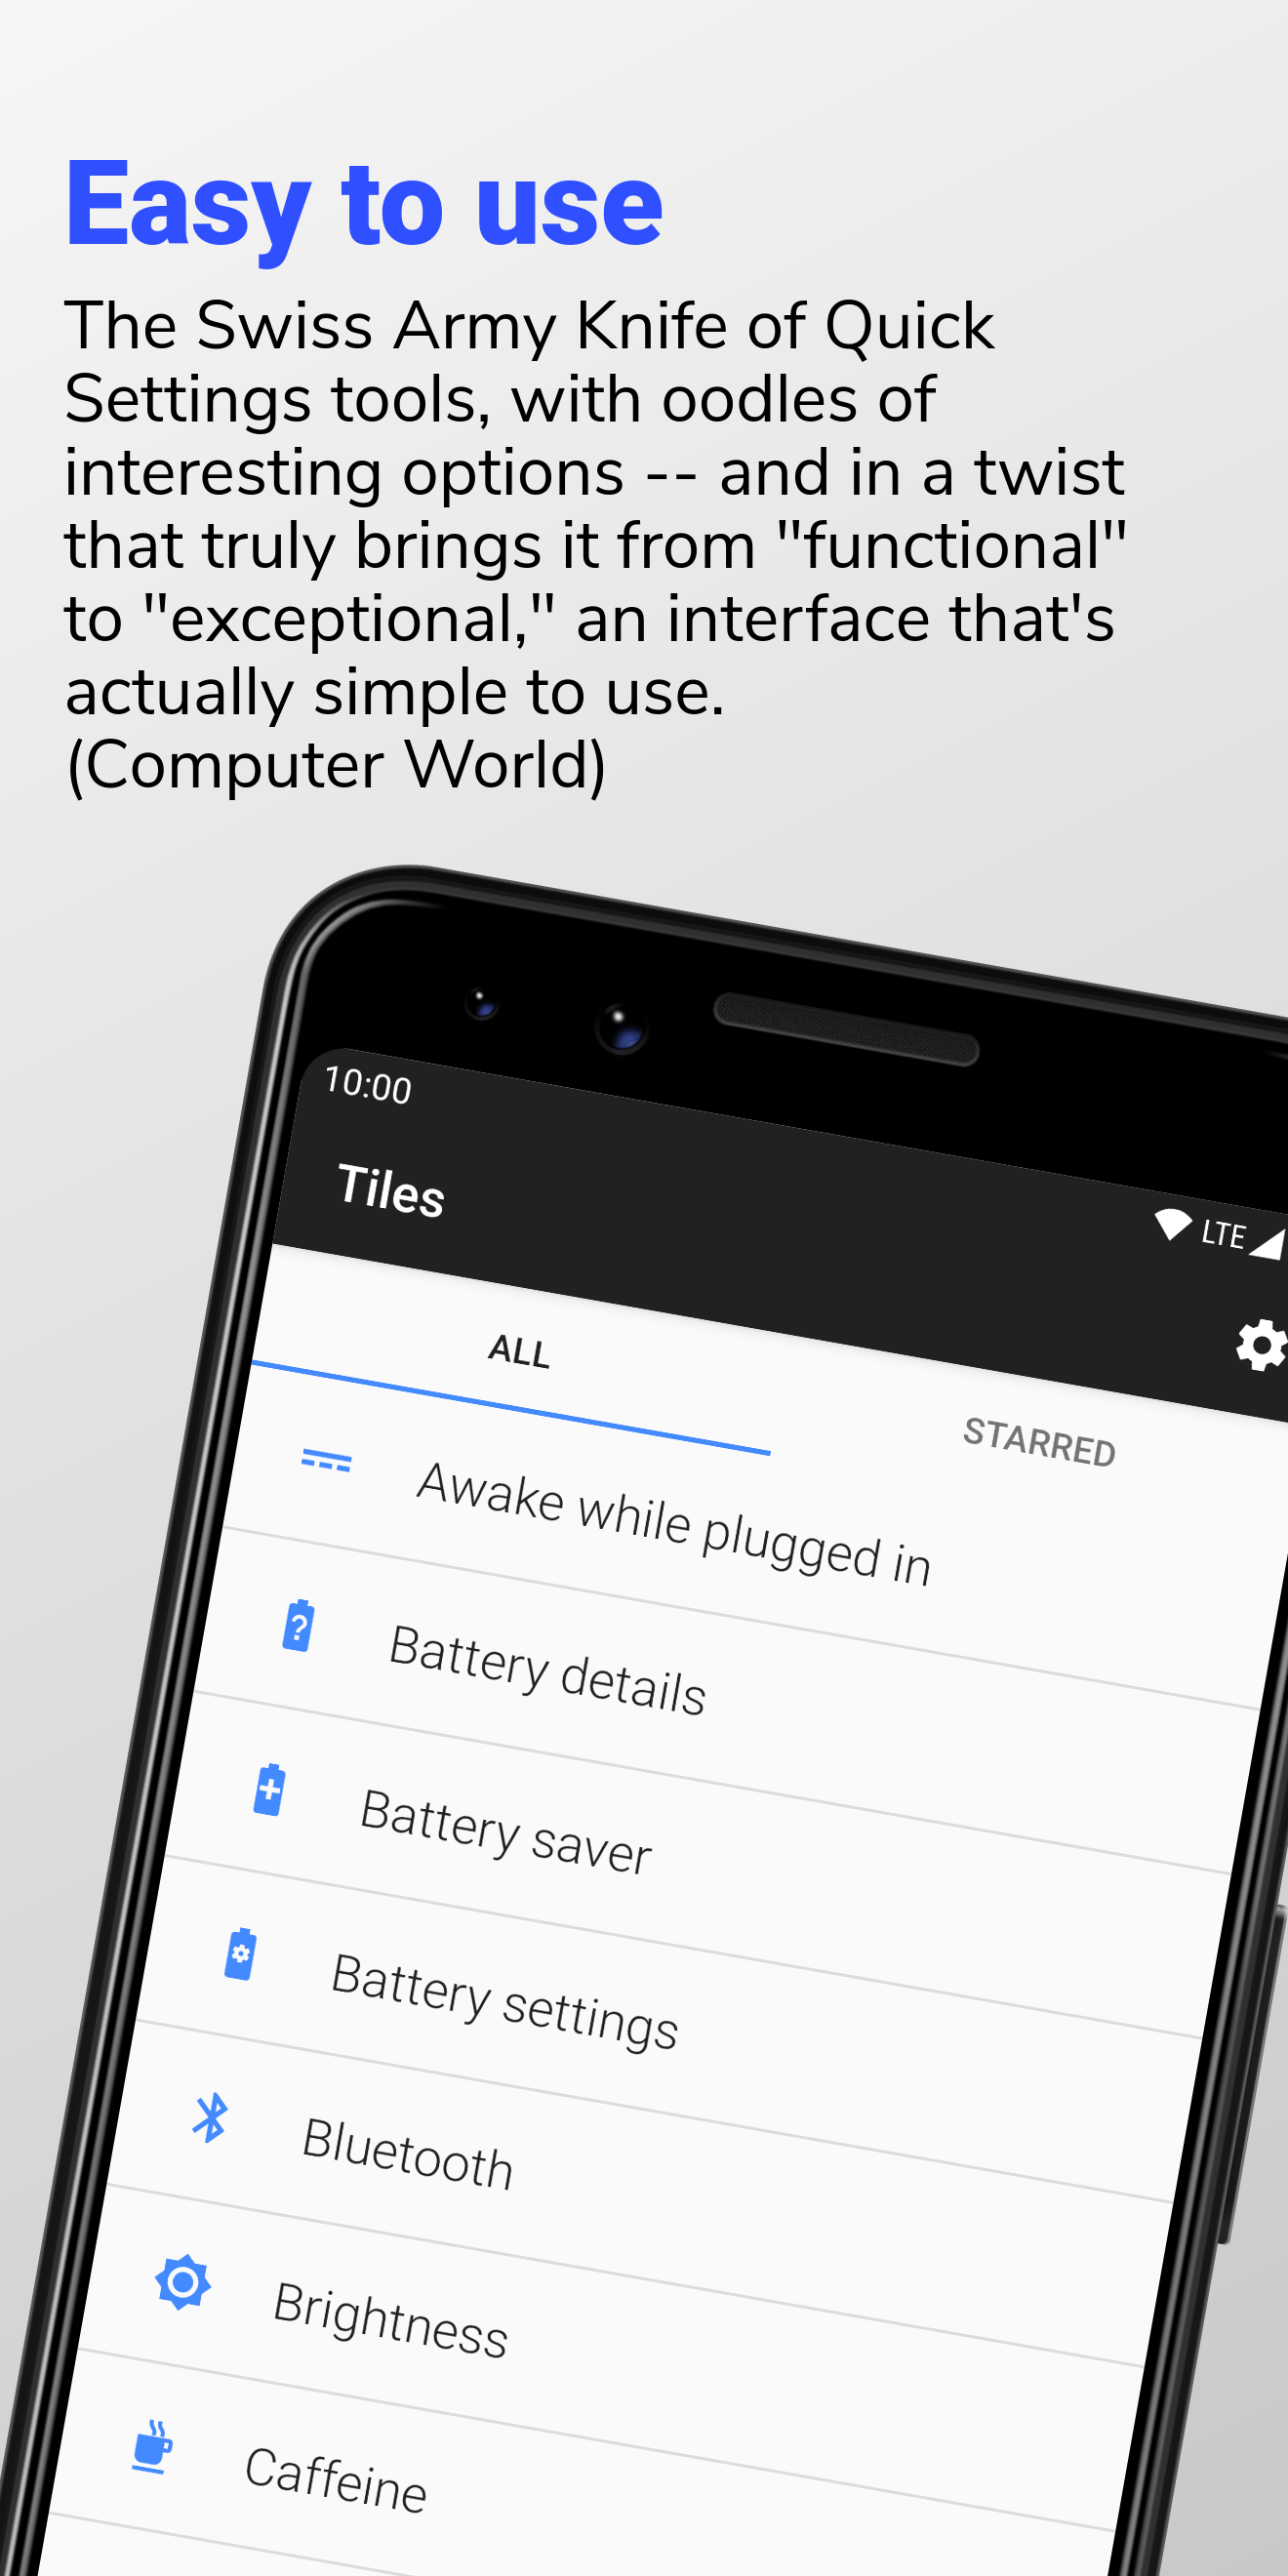 Easy to use
The Swiss Army Knife of Quick
Settings tools, with oodles of
interesting options -- and in a twist
that truly brings it from "functional"
to "exceptional," an interface that's
actually simple to use.
(Computer World)
10:00
LTE
Tiles
ALL
STARRED
Awake while plugged in
?
Battery details
Battery saver
Battery settings
Bluetooth
Brightness
Caffeine